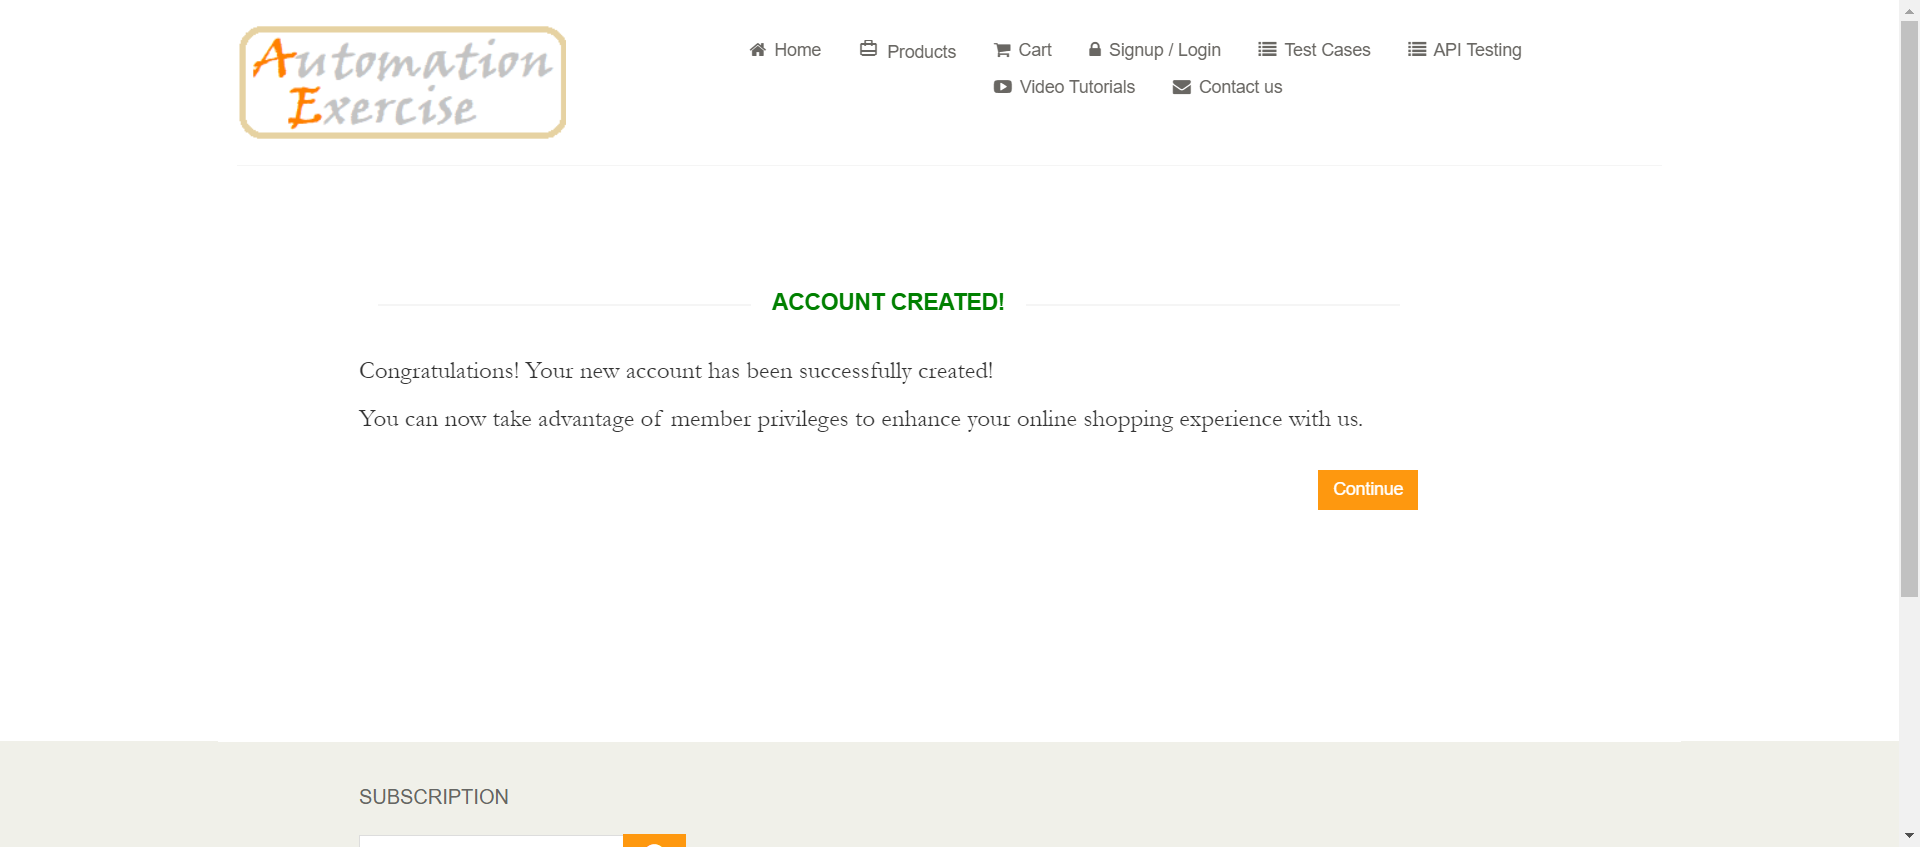 Automation
Exercise
Home
Products
Cart
Signup / Login
Test Cases
API Testing
Video Tutorials
Contact us
ACCOUNT CREATED!
Congratulations! Your new account has been successfully created!
You can now take advantage of member privileges to enhance your online shopping experience with us.
Continue
SUBSCRIPTION